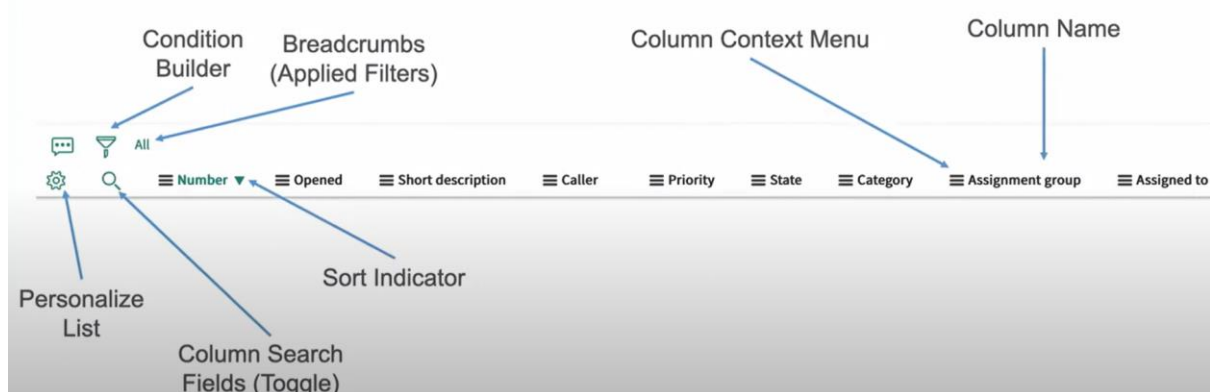 Condition
Builder
Breadcrumbs
(Applied Filters)
Column Context Menu
Column Name
All
Number
Opened
Short description
Caller
Priority
State
Category
Assignment group
Assigned to
Sort Indicator
Personalize
List
Column Search
Fields (Toggle)